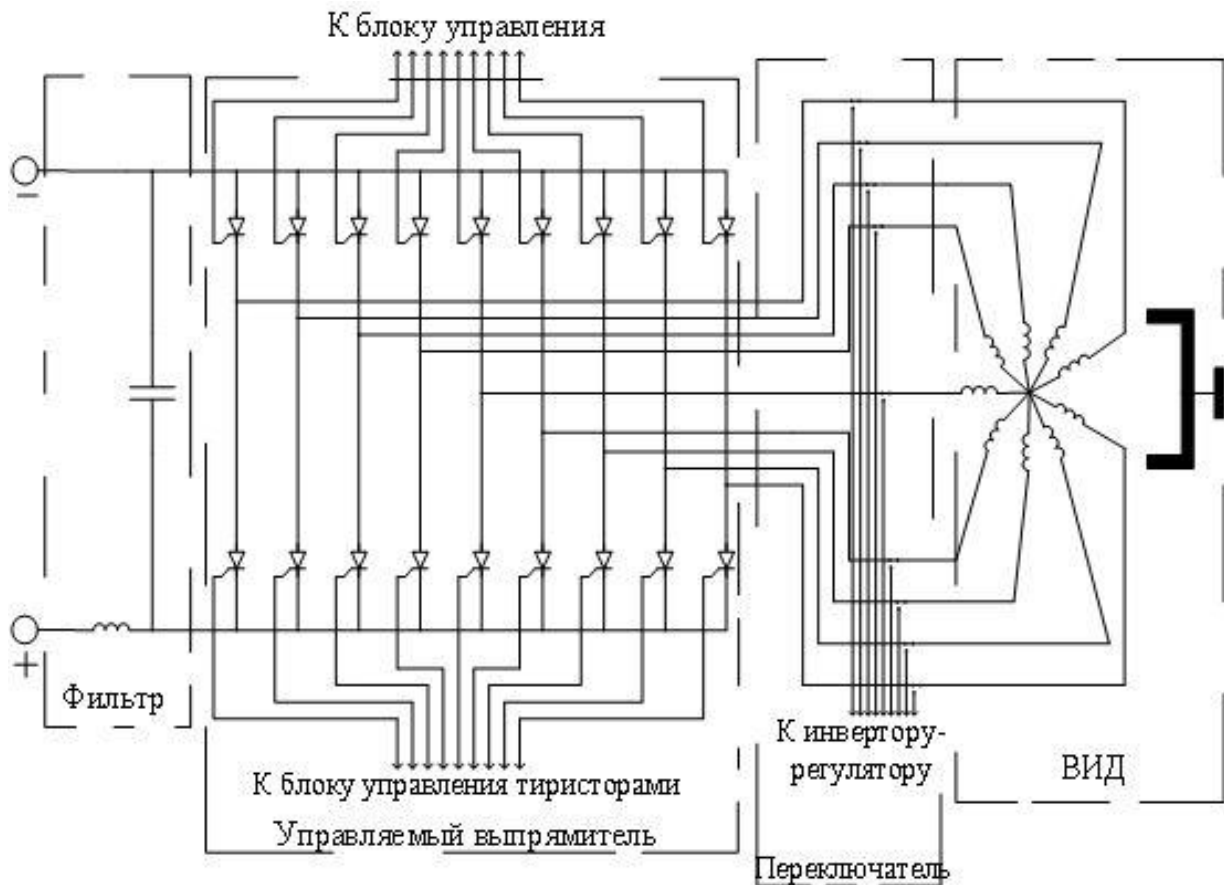 К блоку управления
−
+
Фильтр
К инвертору-
регулятору
ВИД
К блоку управления тиристорами
Управляемый выпрямитель
Переключатель